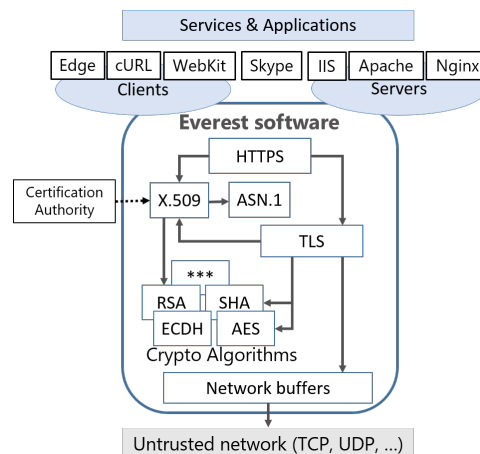 Services & Applications
Edge cURL WebKit Skype IIS Apache Nginx
Clients Servers
Everest software
HTTPS
Certification
Authority
X.509 ASN.1
TLS
***
RSA SHA
ECDH AES
Crypto Algorithms
Network buffers
Untrusted network (TCP, UDP, ...)